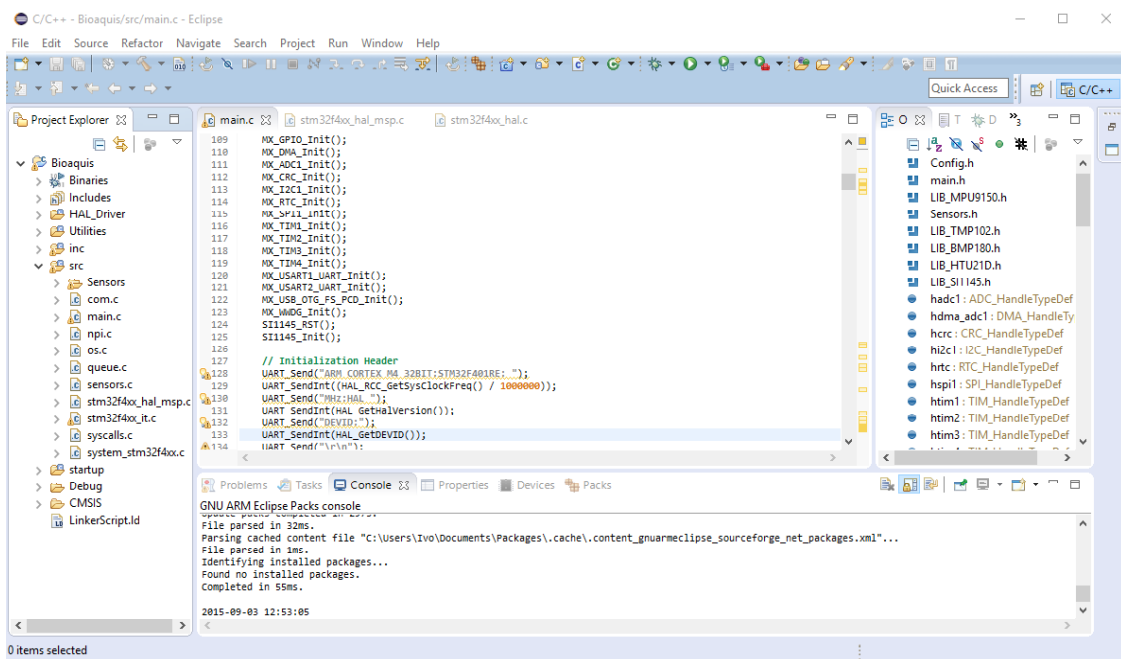 C/C++ - Bioaquis/src/main.c - Eclipse
File Edit Source Refactor Navigate Search Project Run Window Help
Quick Access
C/C++
Project Explorer
Bioaquis
Binaries
Includes
HAL_Driver
Utilities
inc
src
Sensors
com.c
main.c
npi.c
os.c
queue.c
sensors.c
stm32f4xx_hal_msp.c
stm32f4xx_it.c
syscalls.c
system_stm32f4xx.c
startup
Debug
CMSIS
LinkerScript.ld
main.c stm32f4xx_hal_msp.c stm32f4xx_hal.c
109 MX_GPIO_Init();
110 MX_DMA_Init();
111 MX_ADC1_Init();
112 MX_CRC_Init();
113 MX_I2C1_Init();
114 MX_RTC_Init();
115 MX_SPI1_Init();
116 MX_TIM1_Init();
117 MX_TIM2_Init();
118 MX_TIM3_Init();
119 MX_TIM4_Init();
120 MX_USART1_UART_Init();
121 MX_USART2_UART_Init();
122 MX_USB_OTG_FS_PCD_Init();
123 MX_WWDG_Init();
124 SI1145_RST();
125 SI1145_Init();
126
127 // Initialization Header
128 UART_Send("ARM CORTEX M4 32BIT:STM32F401RE: ");
129 UART_SendInt((HAL_RCC_GetSysClockFreq() / 1000000));
130 UART_Send("MHz:HAL ");
131 UART_SendInt(HAL_GetHalVersion());
132 UART_Send("DEVID:");
133 UART_SendInt(HAL_GetDEVID());
134 UART_Send("\r\n");
O T D 3
Config.h
main.h
LIB_MPU9150.h
Sensors.h
LIB_TMP102.h
LIB_BMP180.h
LIB_HTU21D.h
LIB_SI1145.h
hadc1 : ADC_HandleTypeDef
hdma_adc1 : DMA_HandleTy
hcrc : CRC_HandleTypeDef
hi2c1 : I2C_HandleTypeDef
hrtc : RTC_HandleTypeDef
hspi1 : SPI_HandleTypeDef
htim1 : TIM_HandleTypeDef
htim2 : TIM_HandleTypeDef
htim3 : TIM_HandleTypeDef
Problems Tasks Console Properties Devices Packs
GNU ARM Eclipse Packs console
File parsed in 32ms.
Parsing cached content file "C:\Users\Ivo\Documents\Packages\.cache\.content_gnuarmeclipse_sourceforge_net_packages.xml"...
File parsed in 1ms.
Identifying installed packages...
Found no installed packages.
Completed in 55ms.
2015-09-03 12:53:05
0 items selected